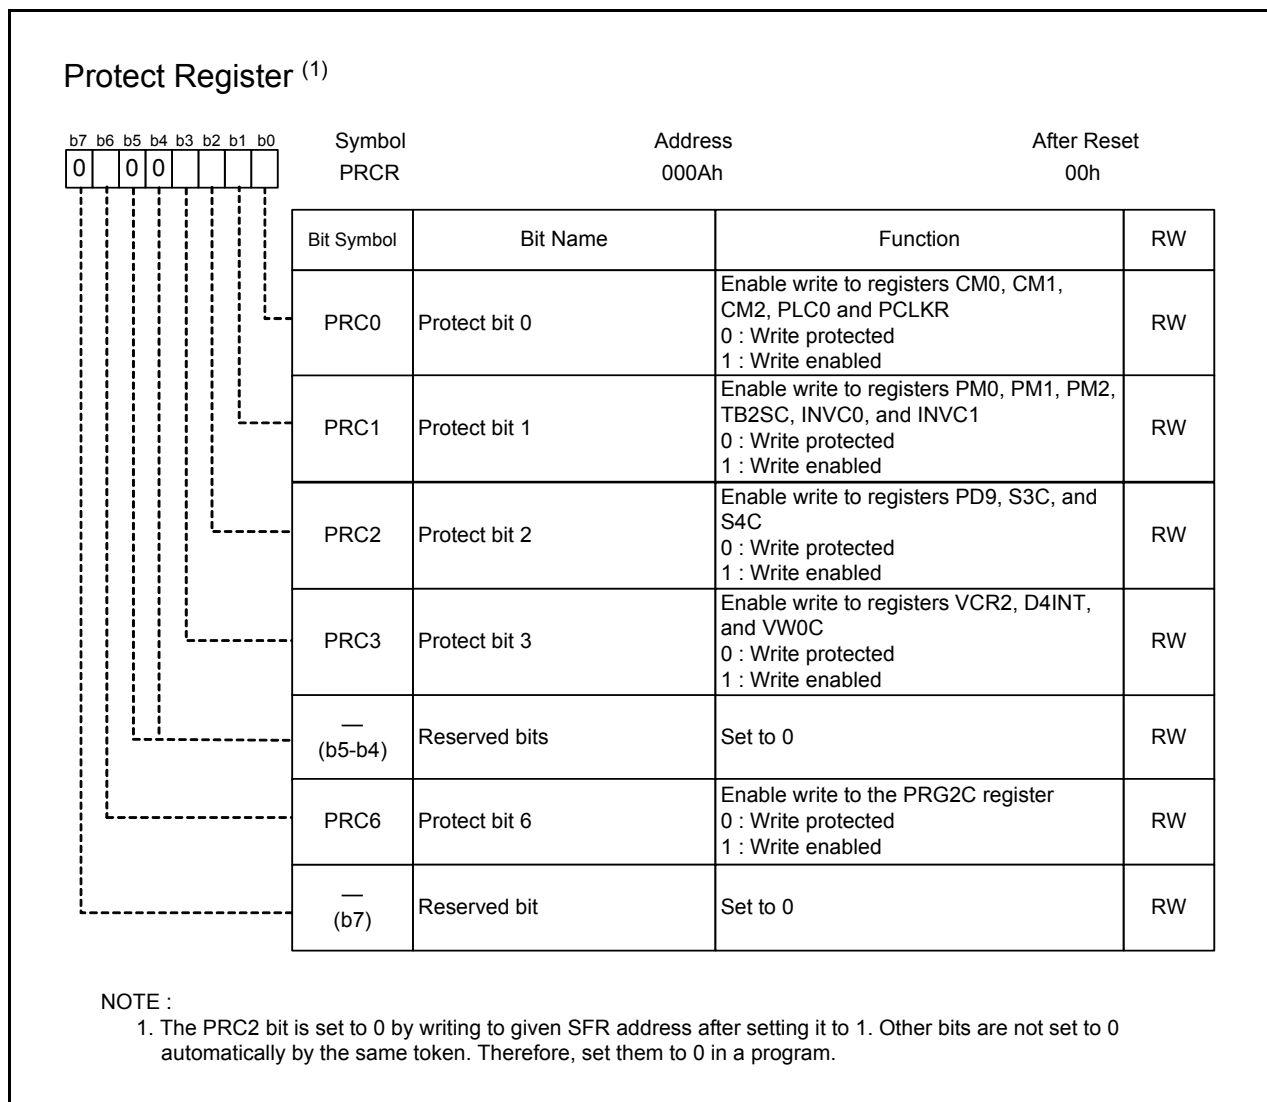 Protect Register (1)
b7 b6 b5 b4 b3 b2 b1 b0
Symbol Address After Reset
0 0 0
PRCR 000Ah 00h
Bit Symbol Bit Name Function RW
PRC0 Protect bit 0 Enable write to registers CM0, CM1,
CM2, PLC0 and PCLKR
0 : Write protected
1 : Write enabled
RW
PRC1 Protect bit 1 Enable write to registers PM0, PM1, PM2,
TB2SC, INVC0, and INVC1
0 : Write protected
1 : Write enabled
RW
PRC2 Protect bit 2 Enable write to registers PD9, S3C, and
S4C
0 : Write protected
1 : Write enabled
RW
PRC3 Protect bit 3 Enable write to registers VCR2, D4INT,
and VW0C
0 : Write protected
1 : Write enabled
RW
—
(b5-b4) Reserved bits Set to 0 RW
PRC6 Protect bit 6 Enable write to the PRG2C register
0 : Write protected
1 : Write enabled
RW
—
(b7) Reserved bit Set to 0 RW
NOTE :
1. The PRC2 bit is set to 0 by writing to given SFR address after setting it to 1. Other bits are not set to 0
automatically by the same token. Therefore, set them to 0 in a program.